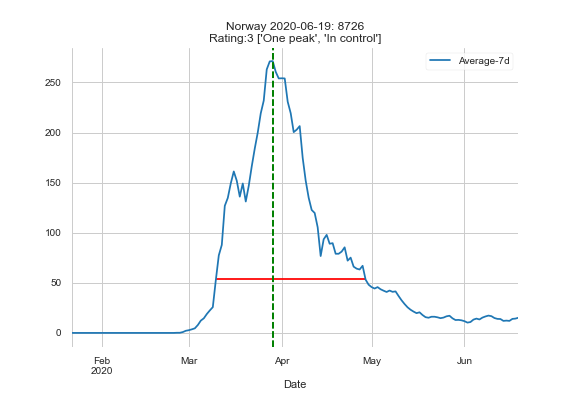 Norway 2020-06-19: 8726
Rating:3 ['One peak', 'In control']
Average-7d
250
200
150
100
50
0
Feb
2020
Mar
Apr
May
Jun
Date